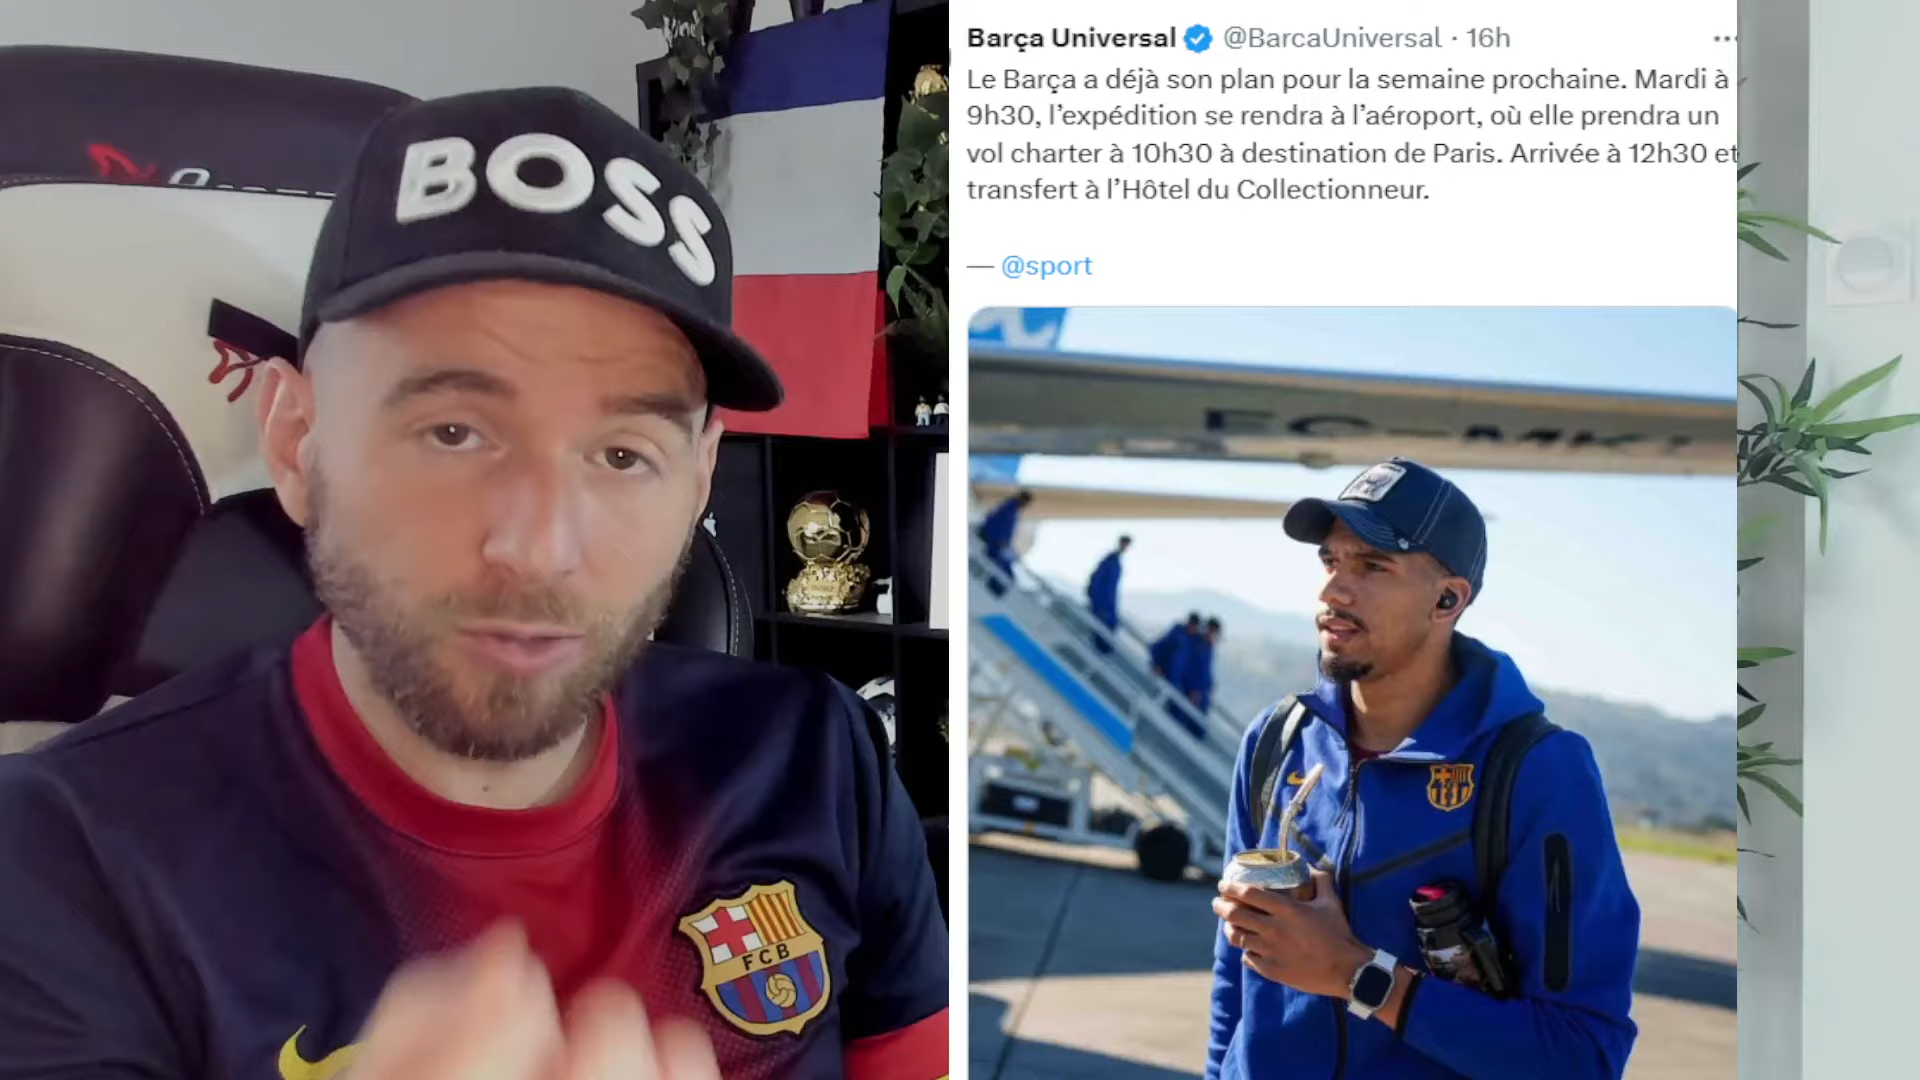 BOSS
FCB
Barça Universal @BarcaUniversal · 16h
Le Barça a déjà son plan pour la semaine prochaine. Mardi à
9h30, l’expédition se rendra à l’aéroport, où elle prendra un
vol charter à 10h30 à destination de Paris. Arrivée à 12h30 et
transfert à l’Hôtel du Collectionneur.
— @sport